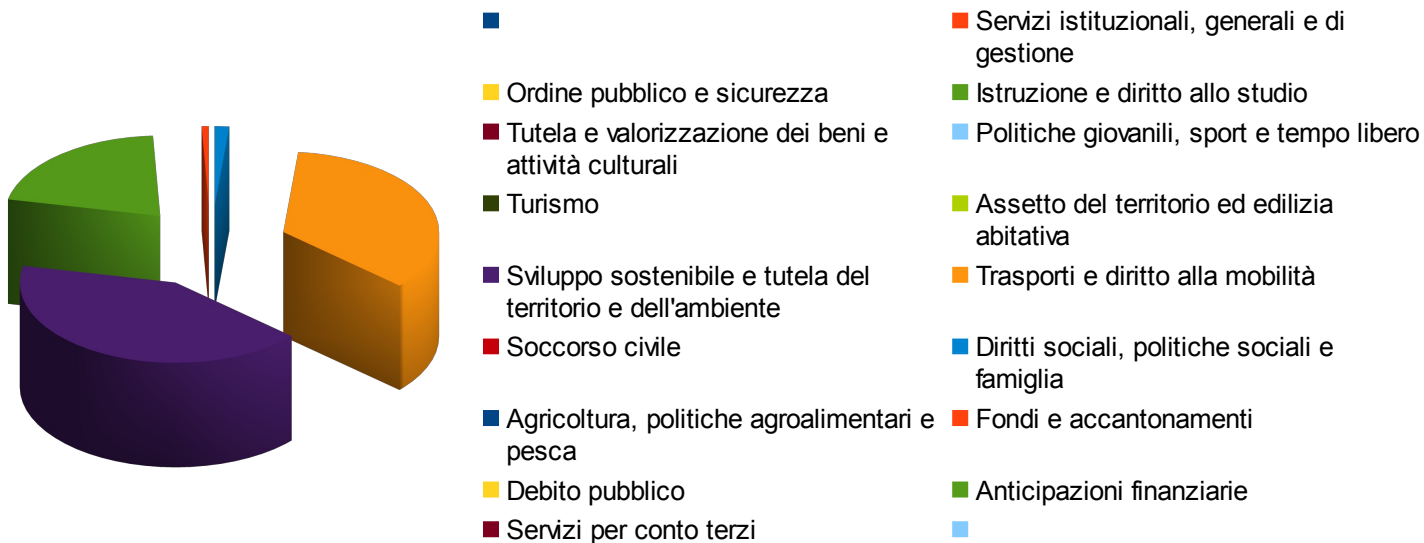 Servizi istituzionali, generali e di
gestione
Ordine pubblico e sicurezza
Istruzione e diritto allo studio
Tutela e valorizzazione dei beni e
attività culturali
Politiche giovanili, sport e tempo libero
Turismo
Assetto del territorio ed edilizia
abitativa
Sviluppo sostenibile e tutela del
territorio e dell'ambiente
Trasporti e diritto alla mobilità
Soccorso civile
Diritti sociali, politiche sociali e
famiglia
Agricoltura, politiche agroalimentari e
pesca
Fondi e accantonamenti
Debito pubblico
Anticipazioni finanziarie
Servizi per conto terzi